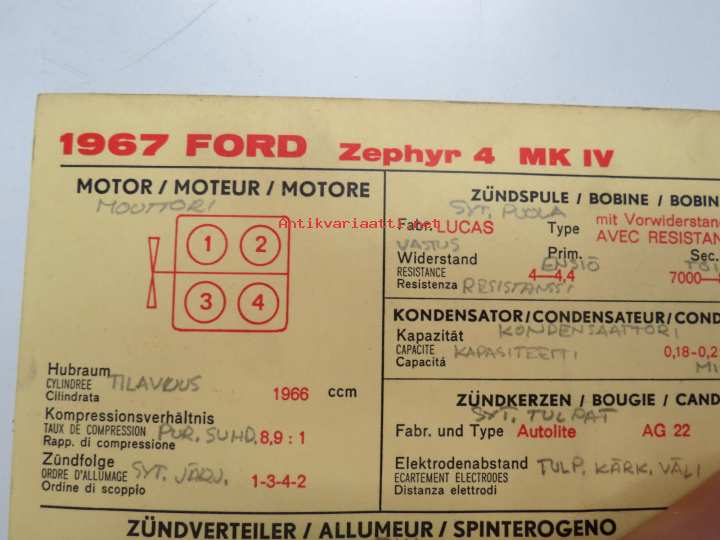 1967 FORD Zephyr 4 MK IV
MOTOR / MOTEUR / MOTORE
MOOTTORI
1 2
3 4
Hubraum
CYLINDREE TILAVUUS 1966 ccm
Cilindrata
Kompressionsverhältnis
TAUX DE COMPRESSION PUR. SUHD. 8,9 : 1
Rapp. di compressione
Zündfolge
ORDRE D'ALLUMAGE SYT. JÄRJ. 1-3-4-2
Ordine di scoppio
ZÜNDSPULE / BOBINE / BOBIN
SYT. PUOLA
Fabr. LUCAS Type mit Vorwiderstan
AVEC RESISTAN
VASTUS
Widerstand Prim. ENSIÖ Sec.
RESISTANCE 4—4,4 7000—
Resistenza RESISTANSSI
KONDENSATOR/CONDENSATEUR/COND
KONDENSAATTORI
Kapazität
CAPACITE KAPASITEETTI 0,18-0,2
Capacitá
ZÜNDKERZEN / BOUGIE / CAND
SYT. TULPAT
Fabr. und Type Autolite AG 22
Elektrodenabstand TULP. KÄRK. VÄLI
ECARTEMENT ELECTRODES
Distanza elettrodi
ZÜNDVERTEILER / ALLUMEUR / SPINTEROGENO
Antikvariaatti.net